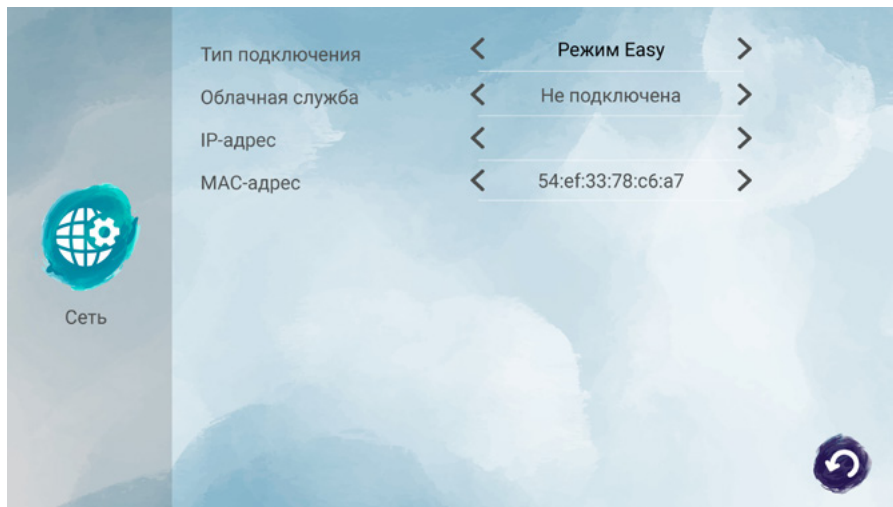 Тип подключения Режим Easy
Облачная служба Не подключена
IP-адрес
MAC-адрес 54:ef:33:78:c6:a7
Сеть